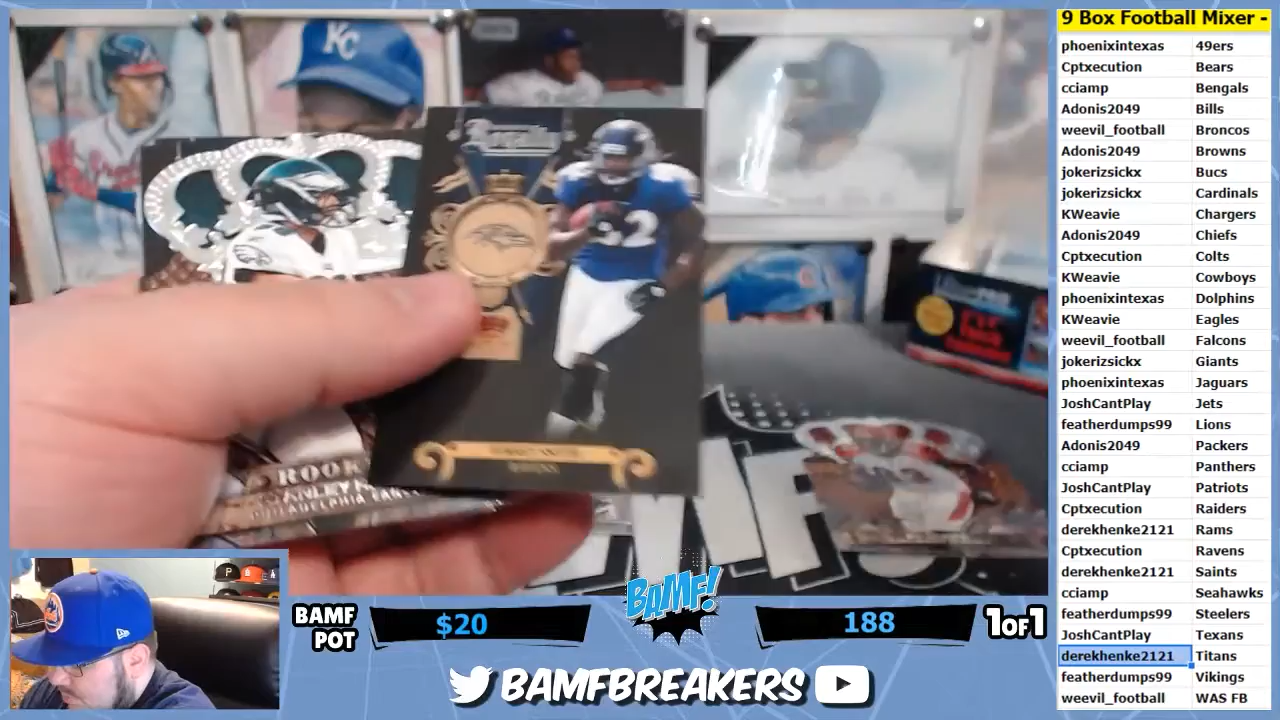 9 Box Football Mixer -
phoenixintexas 49ers
Cptxecution Bears
cciamp Bengals
Adonis2049 Bills
weevil_football Broncos
Adonis2049 Browns
jokerizsickx Bucs
jokerizsickx Cardinals
KWeavie Chargers
Adonis2049 Chiefs
Cptxecution Colts
KWeavie Cowboys
phoenixintexas Dolphins
KWeavie Eagles
weevil_football Falcons
jokerizsickx Giants
phoenixintexas Jaguars
JoshCantPlay Jets
featherdumps99 Lions
Adonis2049 Packers
cciamp Panthers
JoshCantPlay Patriots
Cptxecution Raiders
derekhenke2121 Rams
Cptxecution Ravens
derekhenke2121 Saints
cciamp Seahawks
featherdumps99 Steelers
JoshCantPlay Texans
derekhenke2121 Titans
featherdumps99 Vikings
weevil_football WAS FB
KC
Royalty
ROOK
PHILADELPHIA EAGLES
BAMF
POT
$20
BAMF!
188
1OF1
BAMFBREAKERS